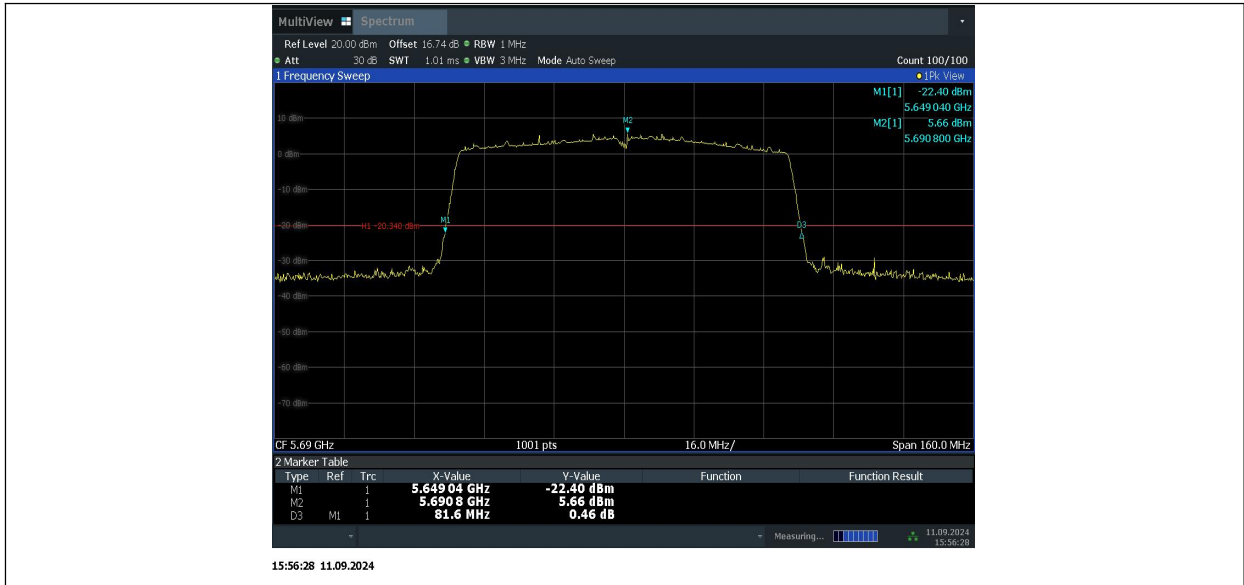 MultiView Spectrum
Ref Level 20.00 dBm Offset 16.74 dB RBW 1 MHz
Att 30 dB SWT 1.01 ms VBW 3 MHz Mode Auto Sweep Count 100/100
1 Frequency Sweep 1Pk View
M1[1] -22.40 dBm
5.649 040 GHz
M2[1] 5.66 dBm
5.690 800 GHz
10 dBm
M2
0 dBm
-10 dBm
M1
-20 dBm H1 -20.340 dBm D3
-30 dBm
-40 dBm
-50 dBm
-60 dBm
-70 dBm
CF 5.69 GHz 1001 pts 16.0 MHz/ Span 160.0 MHz
2 Marker Table
Type Ref Trc X-Value Y-Value Function Function Result
M1 1 5.649 04 GHz -22.40 dBm
M2 1 5.690 8 GHz 5.66 dBm
D3 M1 1 81.6 MHz 0.46 dB
Measuring... 11.09.2024
15:56:28
15:56:28 11.09.2024